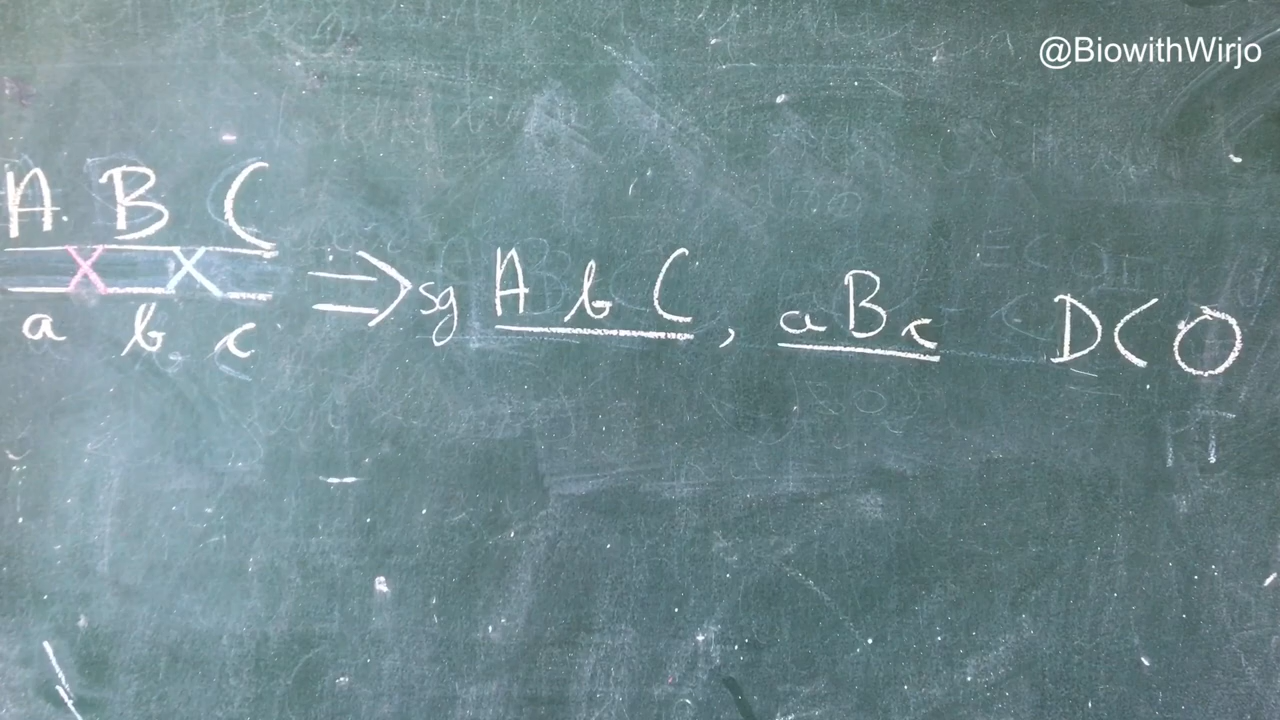 @BiowithWirjo
A B C
X X
a b c
=> sg A b C, a B c DCO